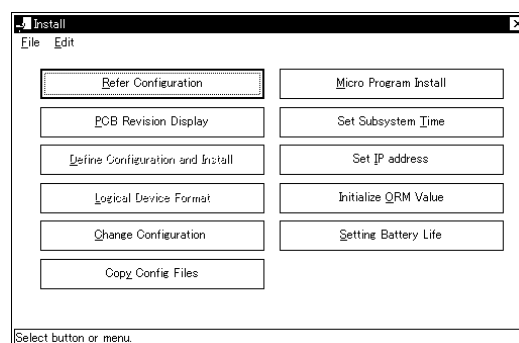 Install
File Edit
Refer Configuration
PCB Revision Display
Define Configuration and Install
Logical Device Format
Change Configuration
Copy Config Files
Micro Program Install
Set Subsystem Time
Set IP address
Initialize ORM Value
Setting Battery Life
Select button or menu.